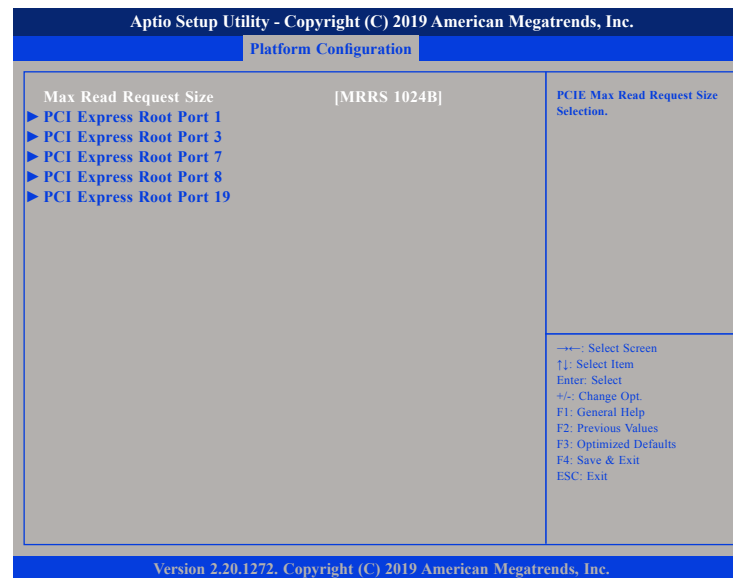 Aptio Setup Utility - Copyright (C) 2019 American Megatrends, Inc.
Platform Configuration
Max Read Request Size [MRRS 1024B]
► PCI Express Root Port 1
► PCI Express Root Port 3
► PCI Express Root Port 7
► PCI Express Root Port 8
► PCI Express Root Port 19
PCIE Max Read Request Size
Selection.
→←: Select Screen
↑↓: Select Item
Enter: Select
+/-: Change Opt.
F1: General Help
F2: Previous Values
F3: Optimized Defaults
F4: Save & Exit
ESC: Exit
Version 2.20.1272. Copyright (C) 2019 American Megatrends, Inc.